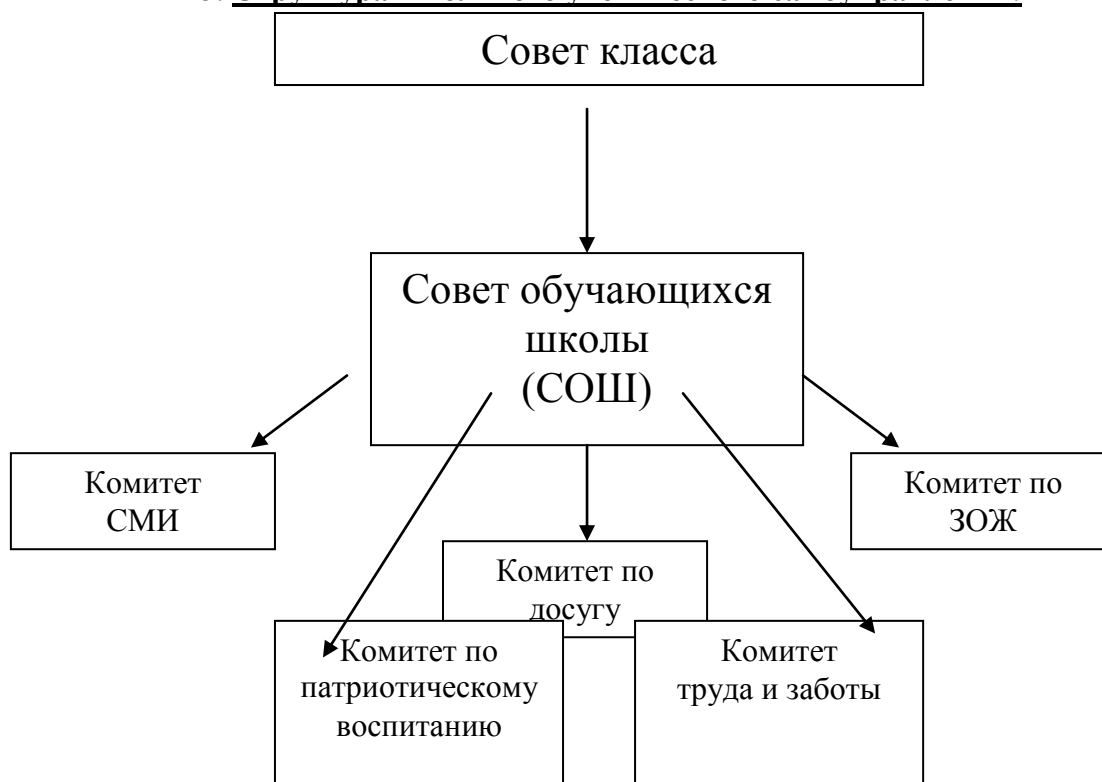 Совет класса
Совет обучающихся
школы
(СОШ)
Комитет
СМИ
Комитет по
ЗОЖ
Комитет по
досугу
Комитет по
патриотическому
воспитанию
Комитет
труда и заботы